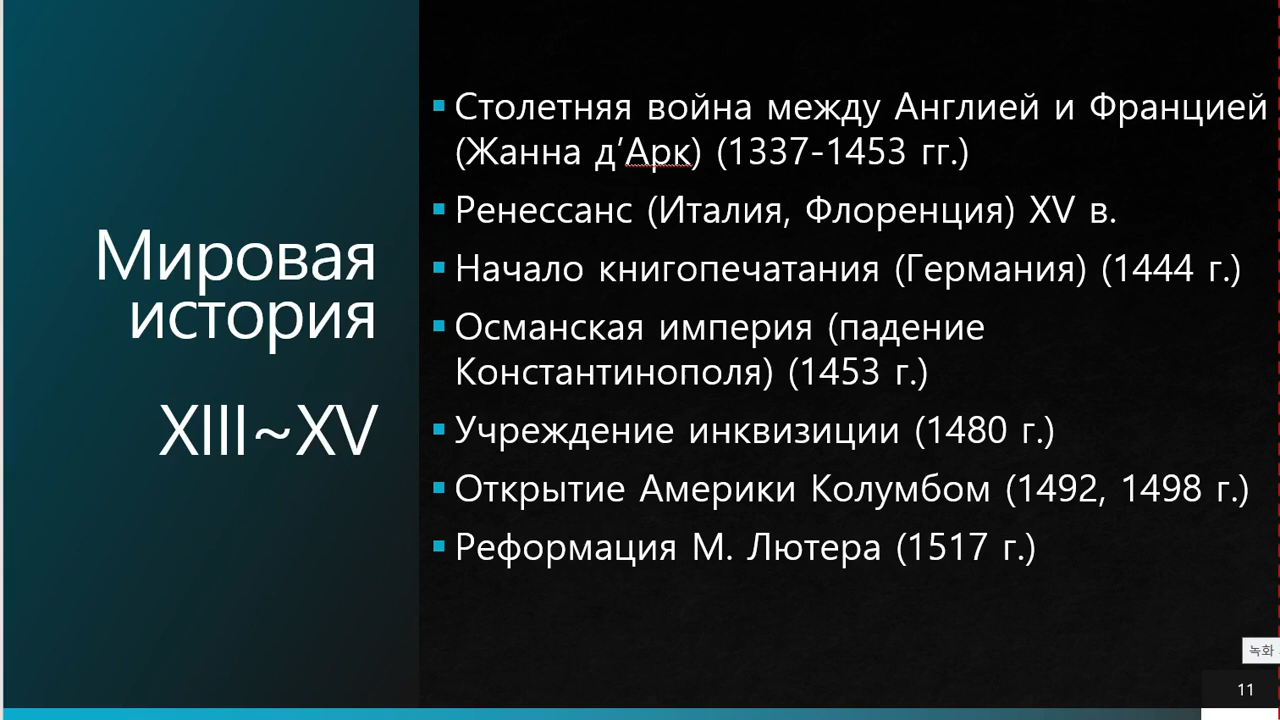 Мировая
история
XIII~XV
Столетняя война между Англией и Францией
(Жанна д’Арк) (1337-1453 гг.)
Ренессанс (Италия, Флоренция) XV в.
Начало книгопечатания (Германия) (1444 г.)
Османская империя (падение
Константинополя) (1453 г.)
Учреждение инквизиции (1480 г.)
Открытие Америки Колумбом (1492, 1498 г.)
Реформация М. Лютера (1517 г.)
녹화
11